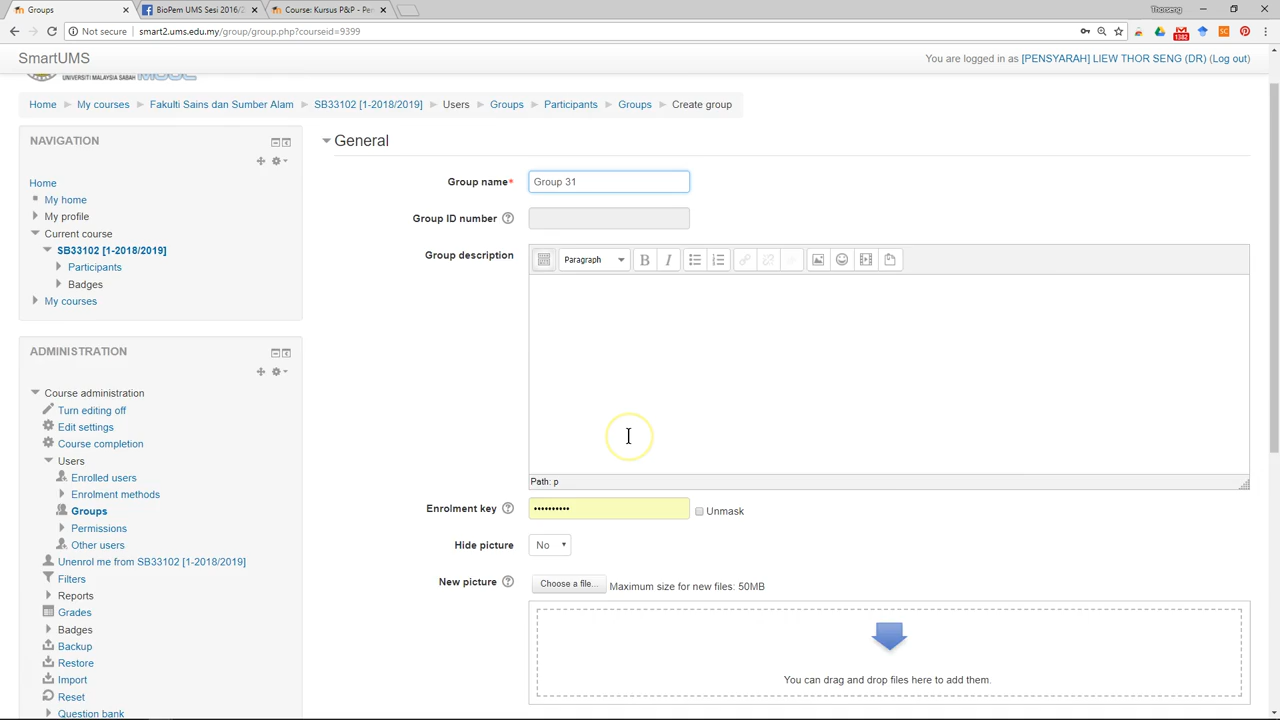 Groups
BioPem UMS Sesi 2016/2
Course: Kursus P&P - Pe
Thorseng
Not secure
smart2.ums.edu.my/group/group.php?courseid=9399
1382
SmartUMS
You are logged in as [PENSYARAH] LIEW THOR SENG (DR) (Log out)
UNIVERSITI MALAYSIA SABAH
Home
My courses
Fakulti Sains dan Sumber Alam
SB33102 [1-2018/2019]
Users
Groups
Participants
Groups
Create group
NAVIGATION
Home
My home
My profile
Current course
SB33102 [1-2018/2019]
Participants
Badges
My courses
ADMINISTRATION
Course administration
Turn editing off
Edit settings
Course completion
Users
Enrolled users
Enrolment methods
Groups
Permissions
Other users
Unenrol me from SB33102 [1-2018/2019]
Filters
Reports
Grades
Badges
Backup
Restore
Import
Reset
Question bank
General
Group name*
Group 31
Group ID number
Group description
Paragraph
B
I
Path: p
Enrolment key
••••••••••
Unmask
Hide picture
No
New picture
Choose a file...
Maximum size for new files: 50MB
You can drag and drop files here to add them.